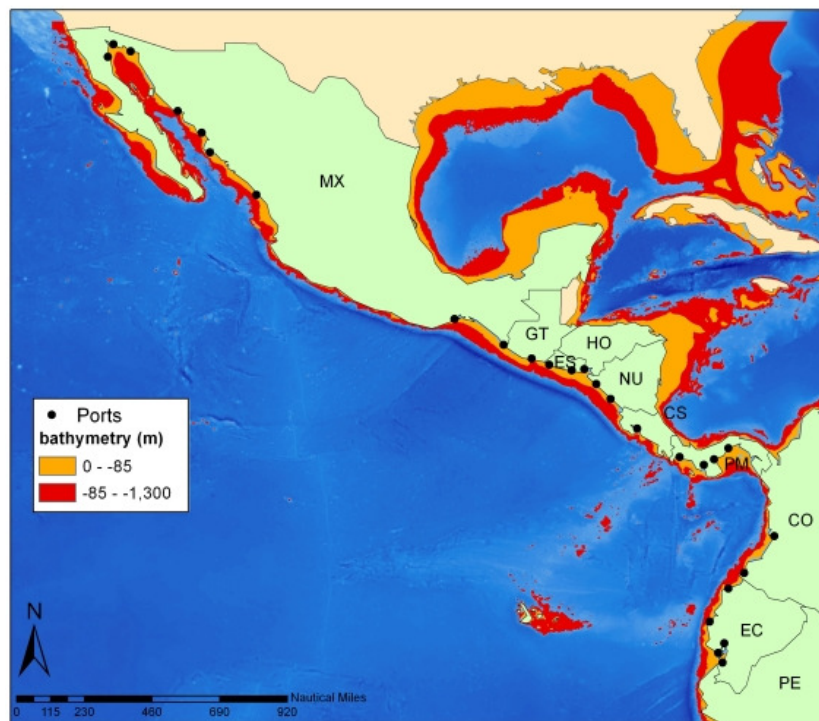 MX
GT
HO
ES
NU
CS
PM
CO
EC
PE
Ports
bathymetry (m)
0 - -85
-85 - -1,300
N
Nautical Miles
0 115 230 460 690 920